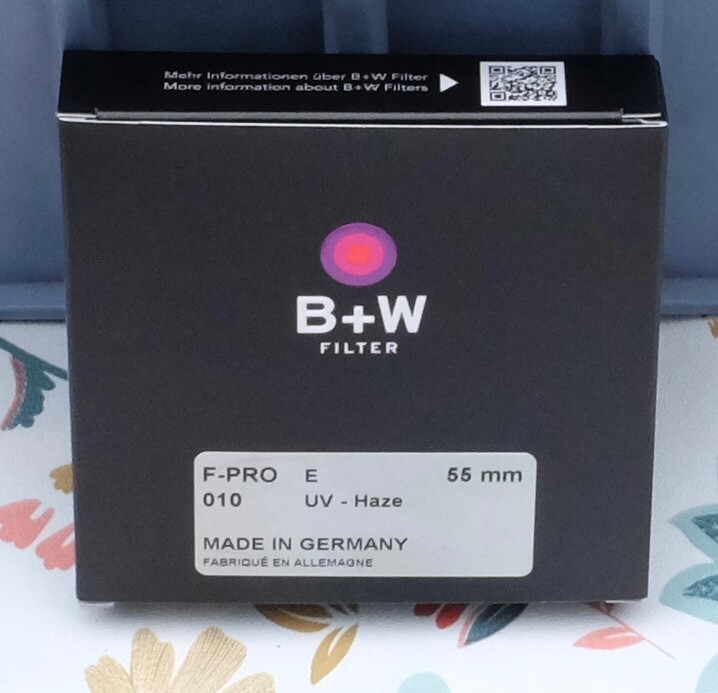 Mehr Informationen über B+W Filter
More information about B+W Filters
B+W
FILTER
F-PRO E 55 mm
010 UV - Haze
MADE IN GERMANY
FABRIQUÉ EN ALLEMAGNE